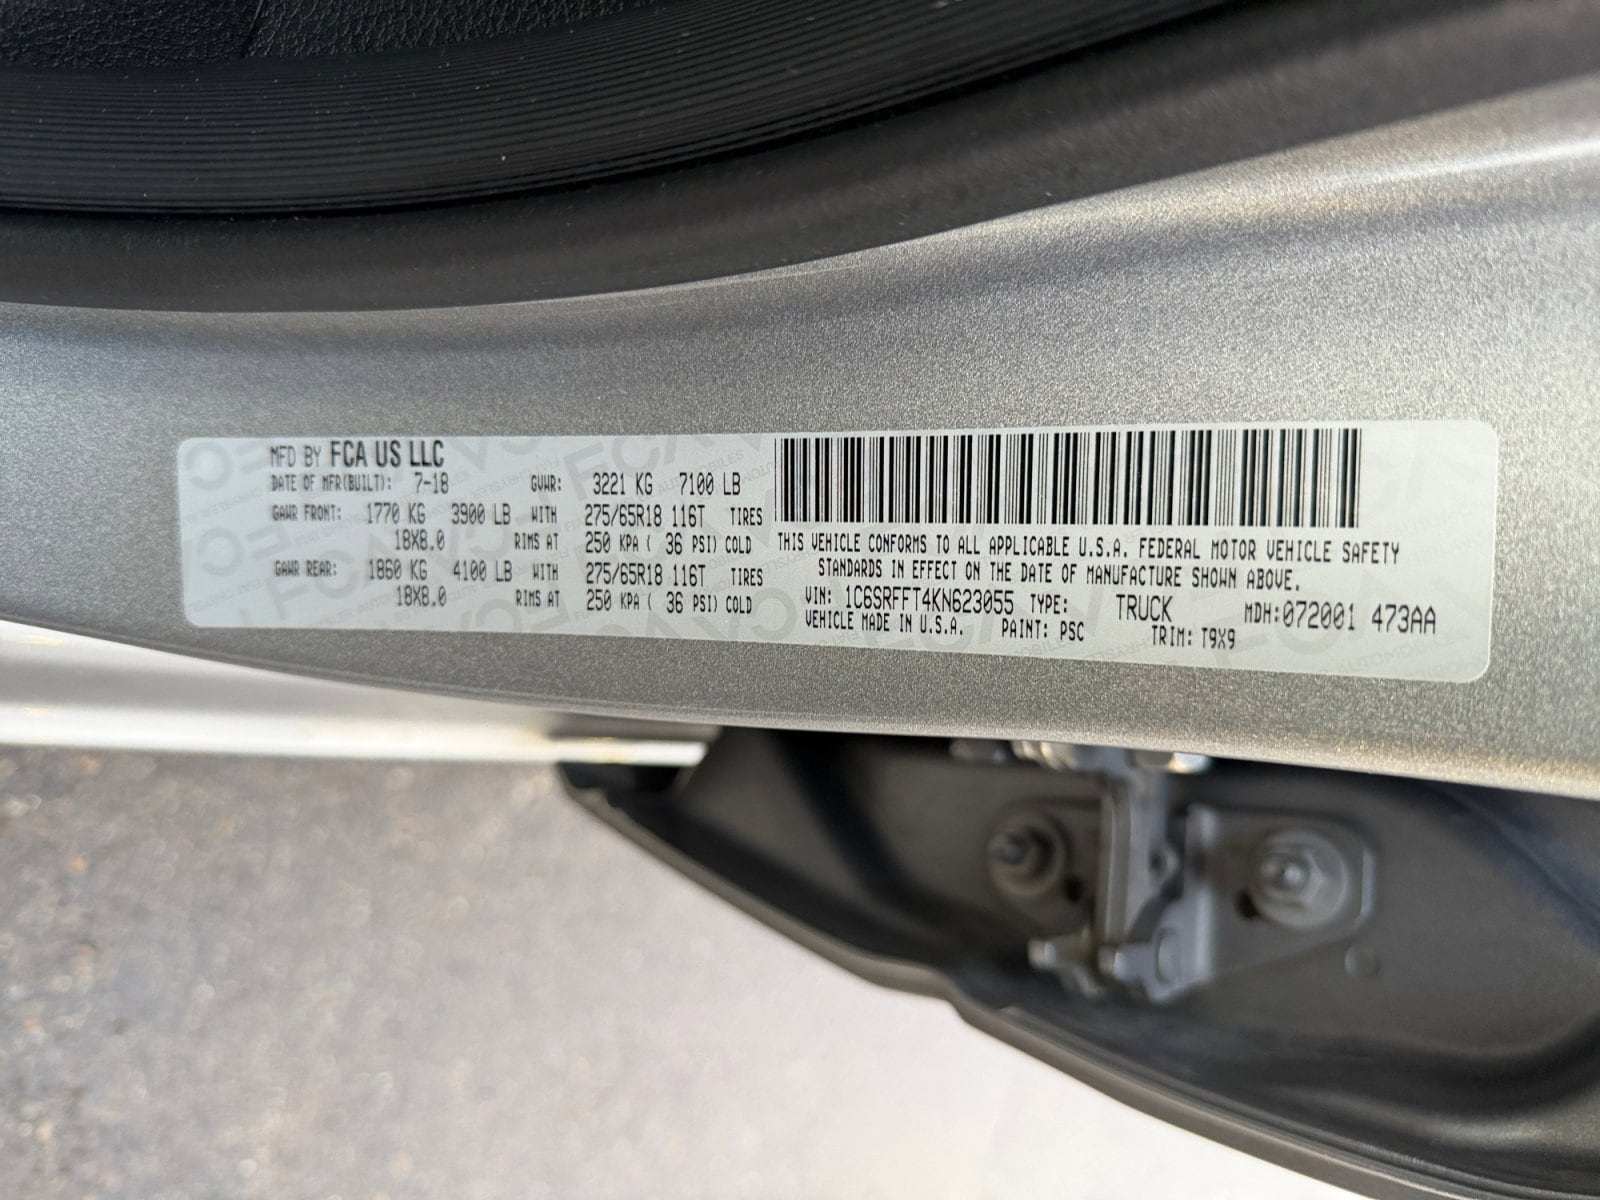 MFD BY FCA US LLC
DATE OF MFR(BUILT): 7-18 GVWR: 3221 KG 7100 LB
GAWR FRONT: 1770 KG 3900 LB WITH 275/65R18 116T TIRES
18X8.0 RIMS AT 250 KPA ( 36 PSI) COLD
GAWR REAR: 1860 KG 4100 LB WITH 275/65R18 116T TIRES
18X8.0 RIMS AT 250 KPA ( 36 PSI) COLD
THIS VEHICLE CONFORMS TO ALL APPLICABLE U.S.A. FEDERAL MOTOR VEHICLE SAFETY
STANDARDS IN EFFECT ON THE DATE OF MANUFACTURE SHOWN ABOVE.
VIN: 1C6SRFFT4KN623055 TYPE: TRUCK MDH:072001 473AA
VEHICLE MADE IN U.S.A. PAINT: PSC TRIM: T9X9